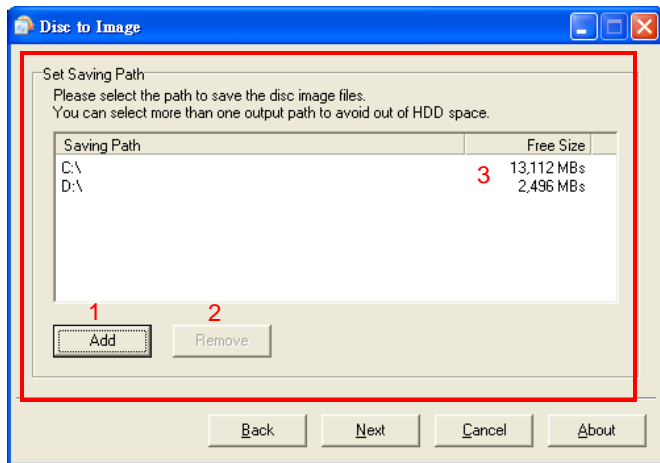 Disc to Image
Set Saving Path
Please select the path to save the disc image files.
You can select more than one output path to avoid out of HDD space.
Saving Path Free Size
C:\ 13,112 MBs
3
D:\ 2,496 MBs
1 2
Add Remove
Back Next Cancel About